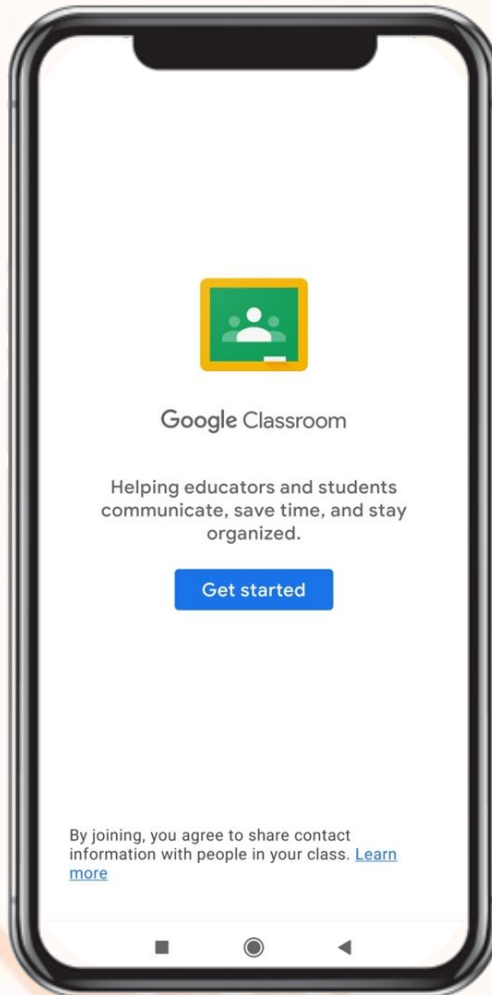 Google Classroom
Helping educators and students
communicate, save time, and stay
organized.
Get started
By joining, you agree to share contact
information with people in your class. Learn
more